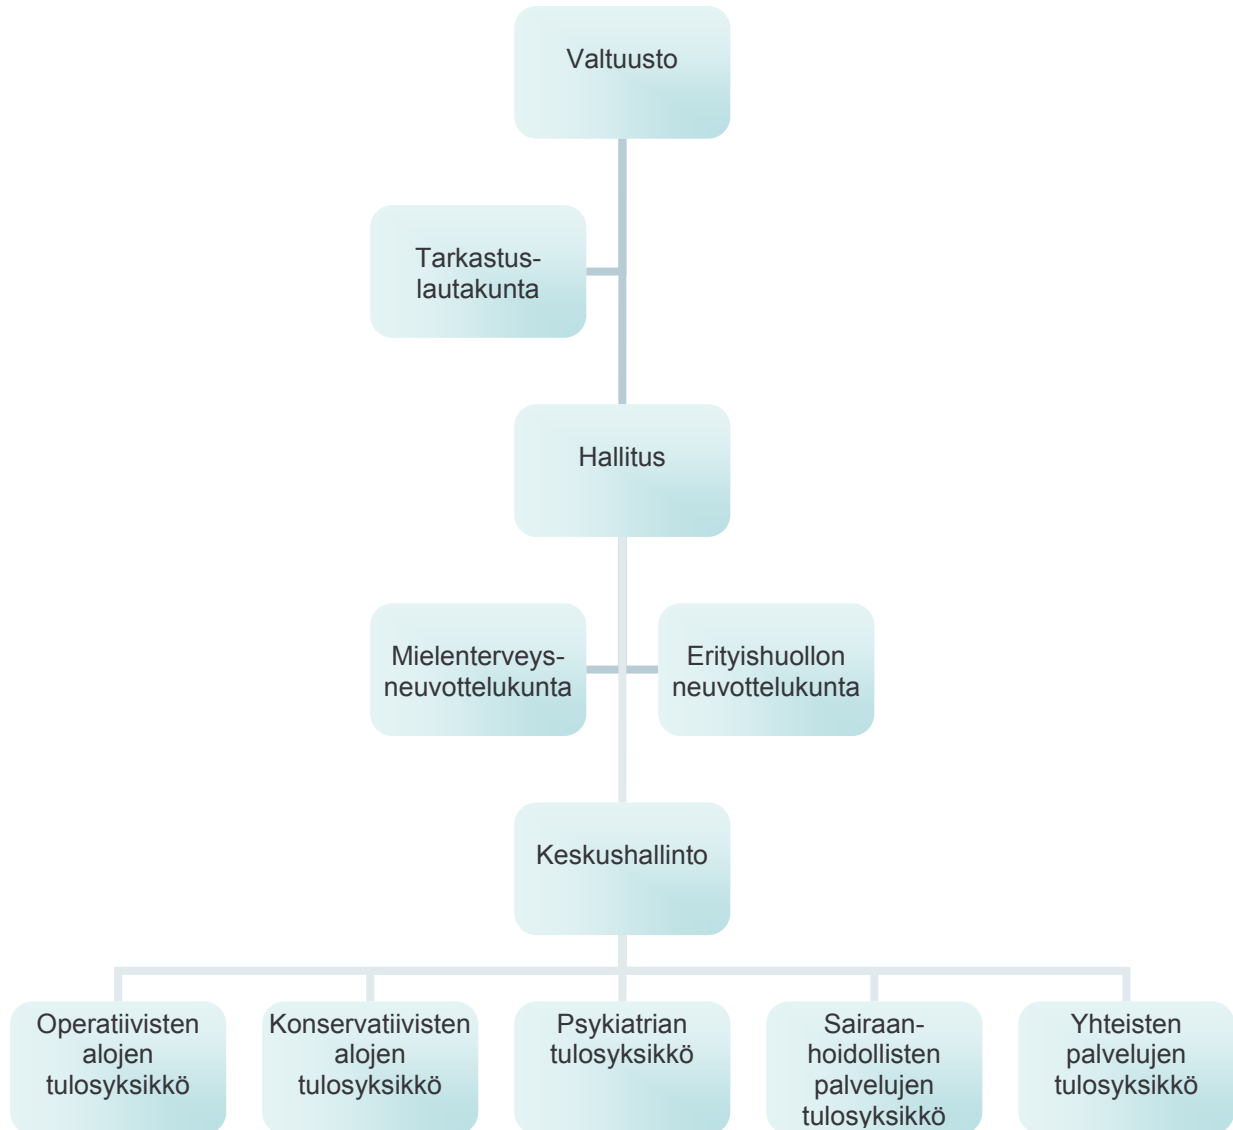 Valtuusto
Tarkastus-
lautakunta
Hallitus
Mielenterveys-
neuvottelukunta
Erityishuollon
neuvottelukunta
Keskushallinto
Operatiivisten
alojen
tulosyksikkö
Konservatiivisten
alojen
tulosyksikkö
Psykiatrian
tulosyksikkö
Sairaan-
hoidollisten
palvelujen
tulosyksikkö
Yhteisten
palvelujen
tulosyksikkö